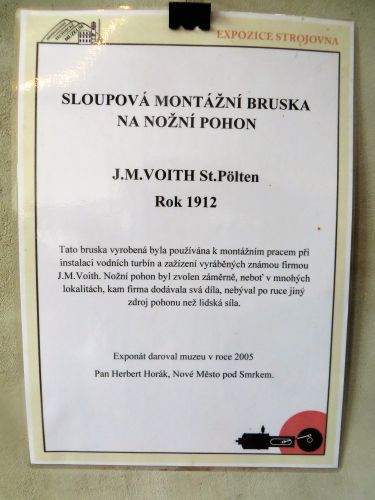 MUZEUM
EXPOZICE STROJOVNA
SLOUPOVÁ MONTÁŽNÍ BRUSKA
NA NOŽNÍ POHON
J.M.VOITH St.Pölten
Rok 1912
Tato bruska vyrobená byla používána k montážním pracem při
instalaci vodních turbín a zažízení vyráběných známou firmou
J.M.Voith. Nožní pohon byl zvolen záměrně, neboť v mnohých
lokalitách, kam firma dodávala svá díla, nebýval po ruce jiný
zdroj pohonu než lidská síla.
Exponát daroval muzeu v roce 2005
Pan Herbert Horák, Nové Město pod Smrkem.